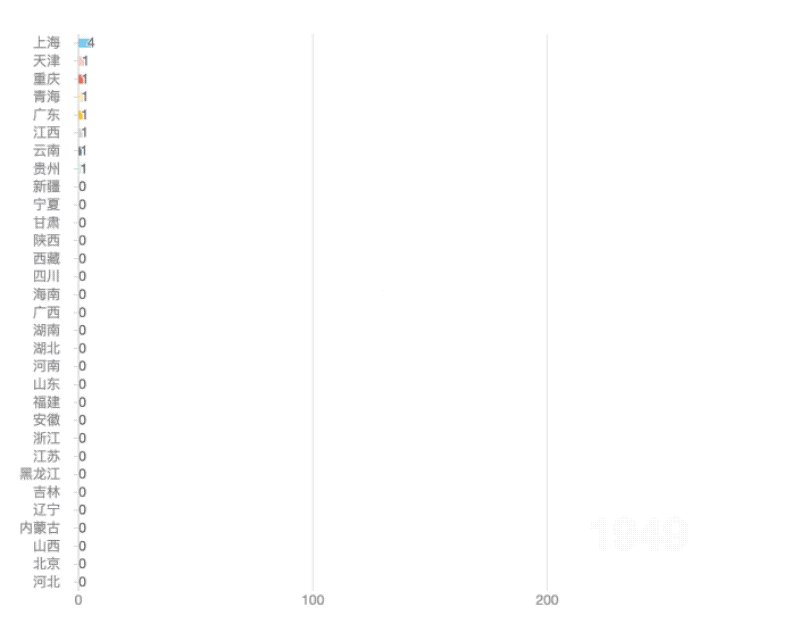 上海 4
天津 1
重庆 1
青海 1
广东 1
江西 1
云南 1
贵州 1
新疆 0
宁夏 0
甘肃 0
陕西 0
西藏 0
四川 0
海南 0
广西 0
湖南 0
湖北 0
河南 0
山东 0
福建 0
安徽 0
浙江 0
江苏 0
黑龙江 0
吉林 0
辽宁 0
内蒙古 0
山西 0
北京 0
河北 0
1949
0 100 200